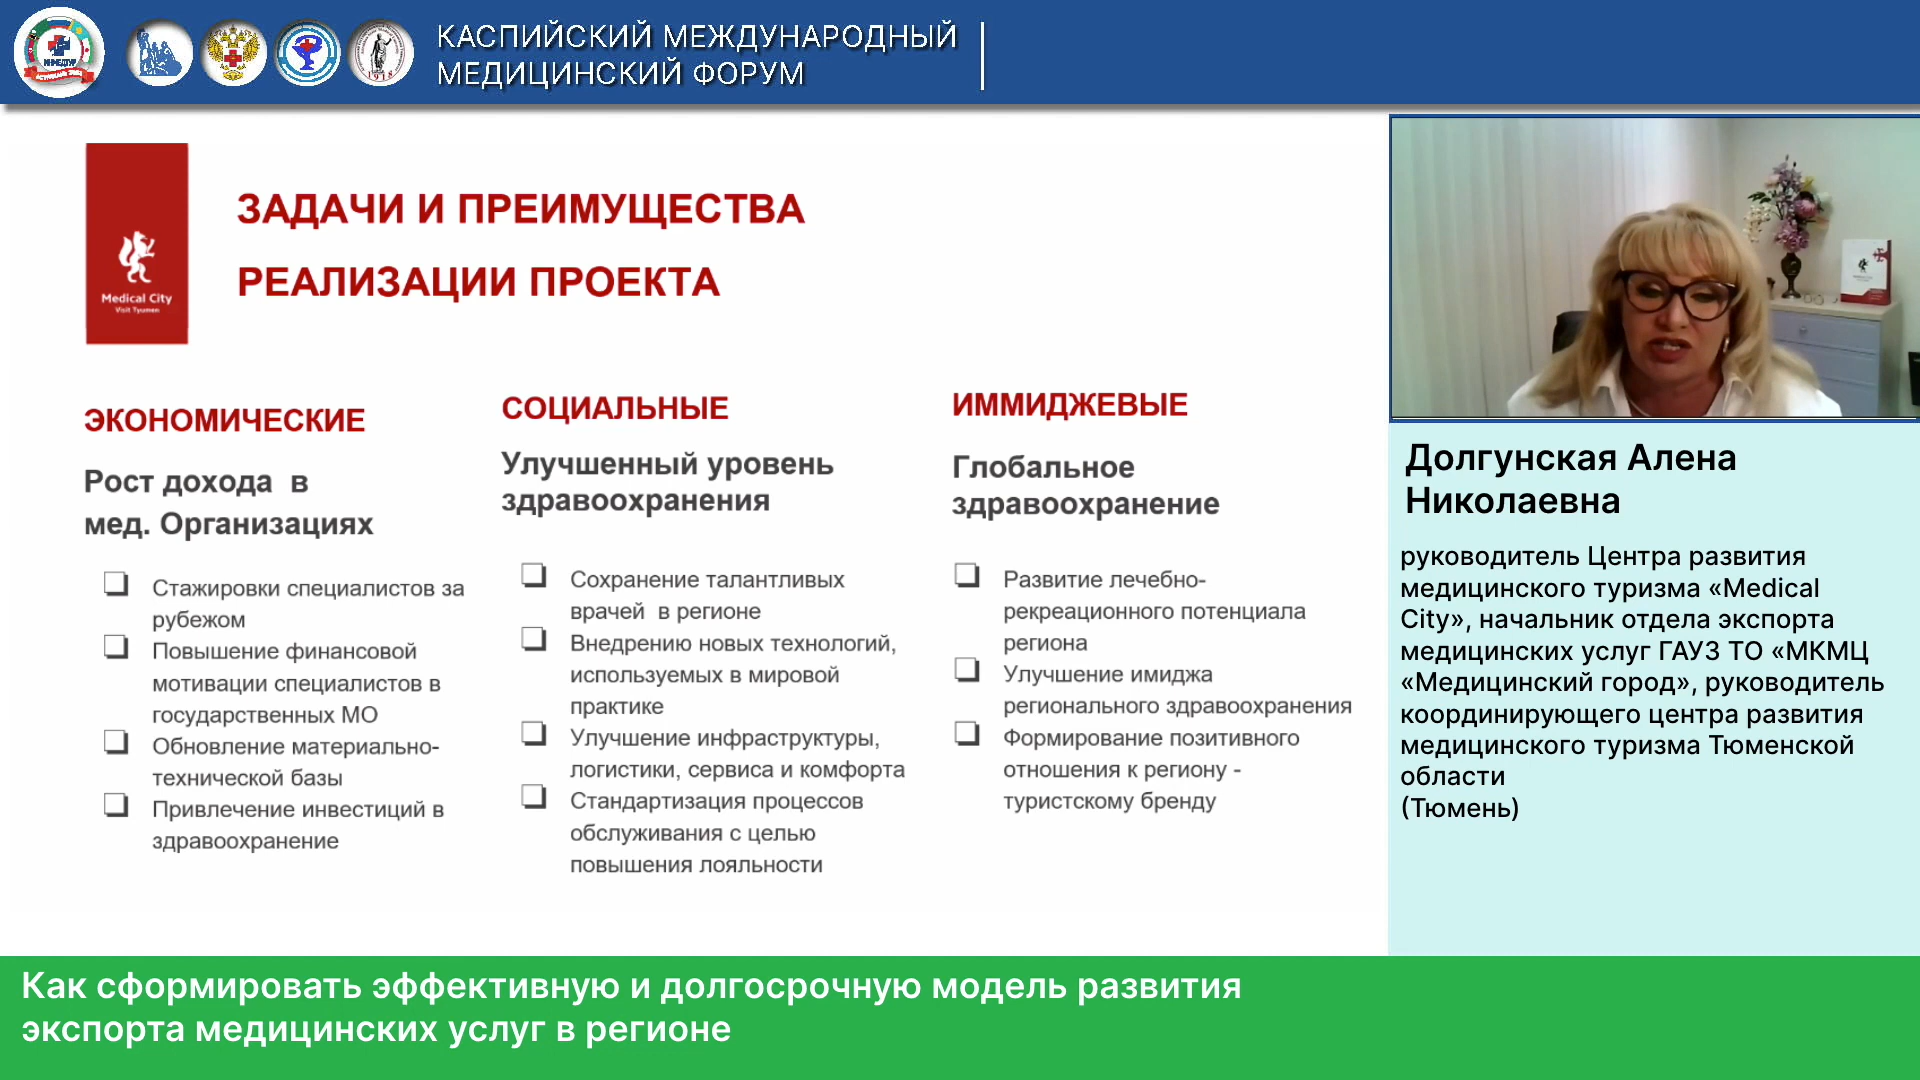 КАСПИЙСКИЙ МЕЖДУНАРОДНЫЙ
МЕДИЦИНСКИЙ ФОРУМ
1918
Medical City
Visit Tyumen
ЗАДАЧИ И ПРЕИМУЩЕСТВА
РЕАЛИЗАЦИИ ПРОЕКТА
ЭКОНОМИЧЕСКИЕ
Рост дохода в
мед. Организациях
Стажировки специалистов за
рубежом
Повышение финансовой
мотивации специалистов в
государственных МО
Обновление материально-
технической базы
Привлечение инвестиций в
здравоохранение
СОЦИАЛЬНЫЕ
Улучшенный уровень
здравоохранения
Сохранение талантливых
врачей в регионе
Внедрению новых технологий,
используемых в мировой
практике
Улучшение инфраструктуры,
логистики, сервиса и комфорта
Стандартизация процессов
обслуживания с целью
повышения лояльности
ИММИДЖЕВЫЕ
Глобальное
здравоохранение
Развитие лечебно-
рекреационного потенциала
региона
Улучшение имиджа
регионального здравоохранения
Формирование позитивного
отношения к региону -
туристскому бренду
Долгунская Алена
Николаевна
руководитель Центра развития
медицинского туризма «Medical
City», начальник отдела экспорта
медицинских услуг ГАУЗ ТО «МКМЦ
«Медицинский город», руководитель
координирующего центра развития
медицинского туризма Тюменской
области
(Тюмень)
Как сформировать эффективную и долгосрочную модель развития
экспорта медицинских услуг в регионе